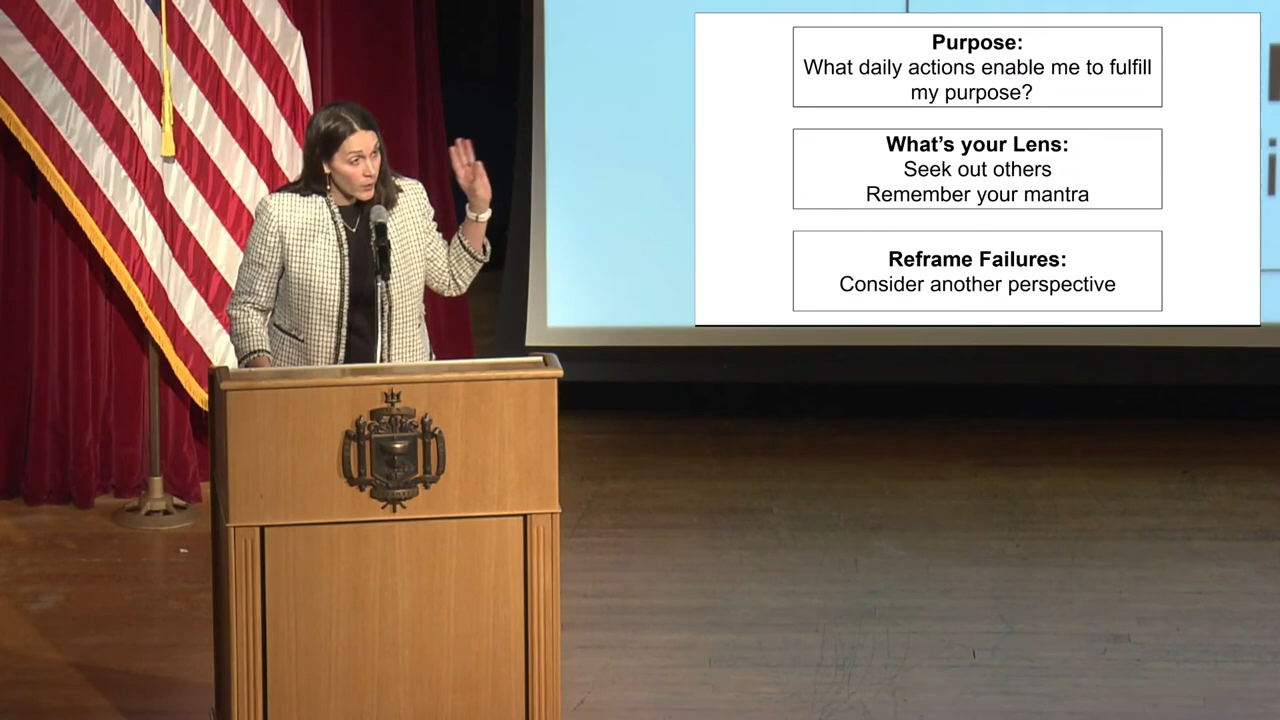 Purpose:
What daily actions enable me to fulfill
my purpose?
What's your Lens:
Seek out others
Remember your mantra
Reframe Failures:
Consider another perspective